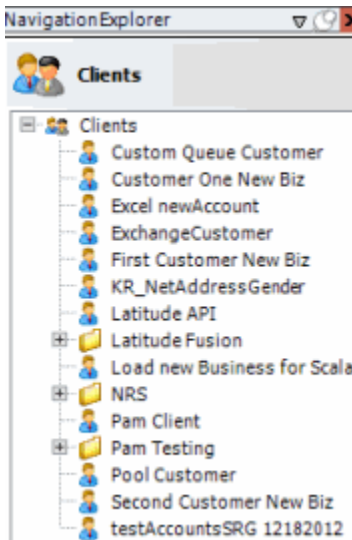 NavigationExplorer
Clients
Clients
Custom Queue Customer
Customer One New Biz
Excel newAccount
ExchangeCustomer
First Customer New Biz
KR_NetAddressGender
Latitude API
Latitude Fusion
Load new Business for Scala
NRS
Pam Client
Pam Testing
Pool Customer
Second Customer New Biz
testAccountsSRG 12182012